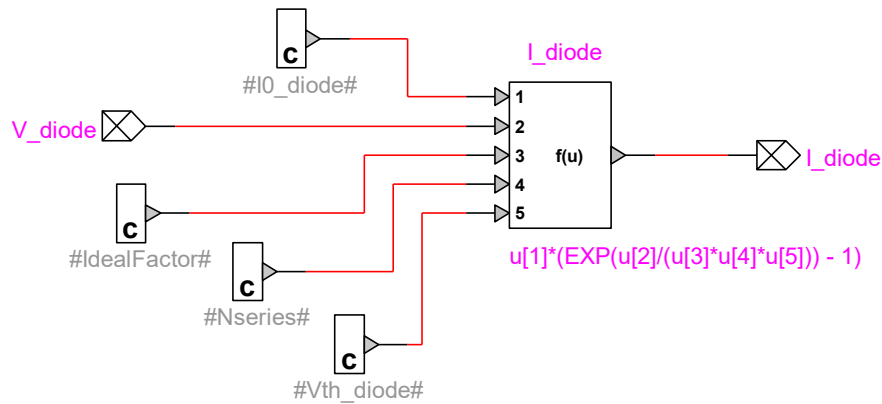 C
#I0_diode#
V_diode
C
#IdealFactor#
C
#Nseries#
C
#Vth_diode#
I_diode
1
2
3
4
5
f(u)
u[1]*(EXP(u[2]/(u[3]*u[4]*u[5])) - 1)
I_diode